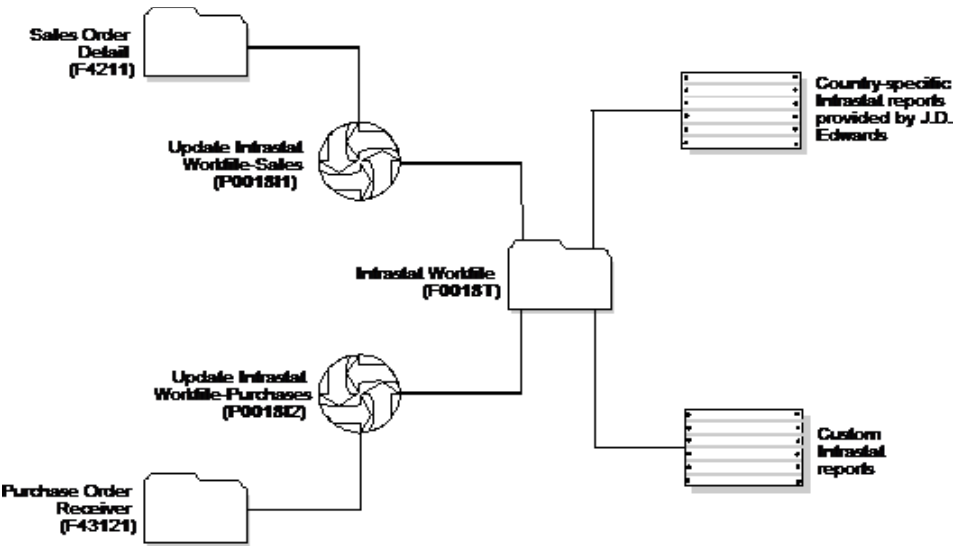 Sales Order
Detail
(F4211)
Update Intrastat
Workfile-Sales
(P0018I1)
Country-specific
Intrastat reports
provided by J.D.
Edwards
Intrastat Workfile
(F0018T)
Update Intrastat
Workfile-Purchases
(P0018I2)
Custom
Intrastat
reports
Purchase Order
Receiver
(F43121)